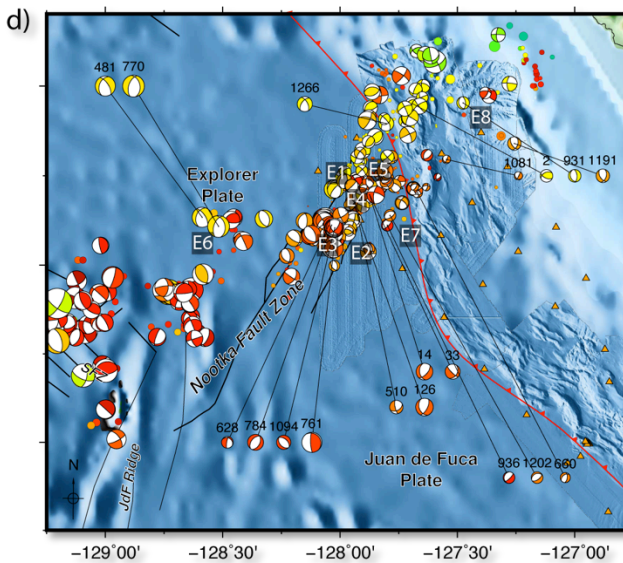 d)
481 770
1266
E8
1081 2 931 1191
E1 E5
Explorer
Plate
E4
E6
E3 E2 E7
Nootka Fault Zone
14 33
510 126
628 784 1094 761
936 1202 660
Juan de Fuca
Plate
JdF Ridge
N
−129°00' −128°30' −128°00' −127°30' −127°00'